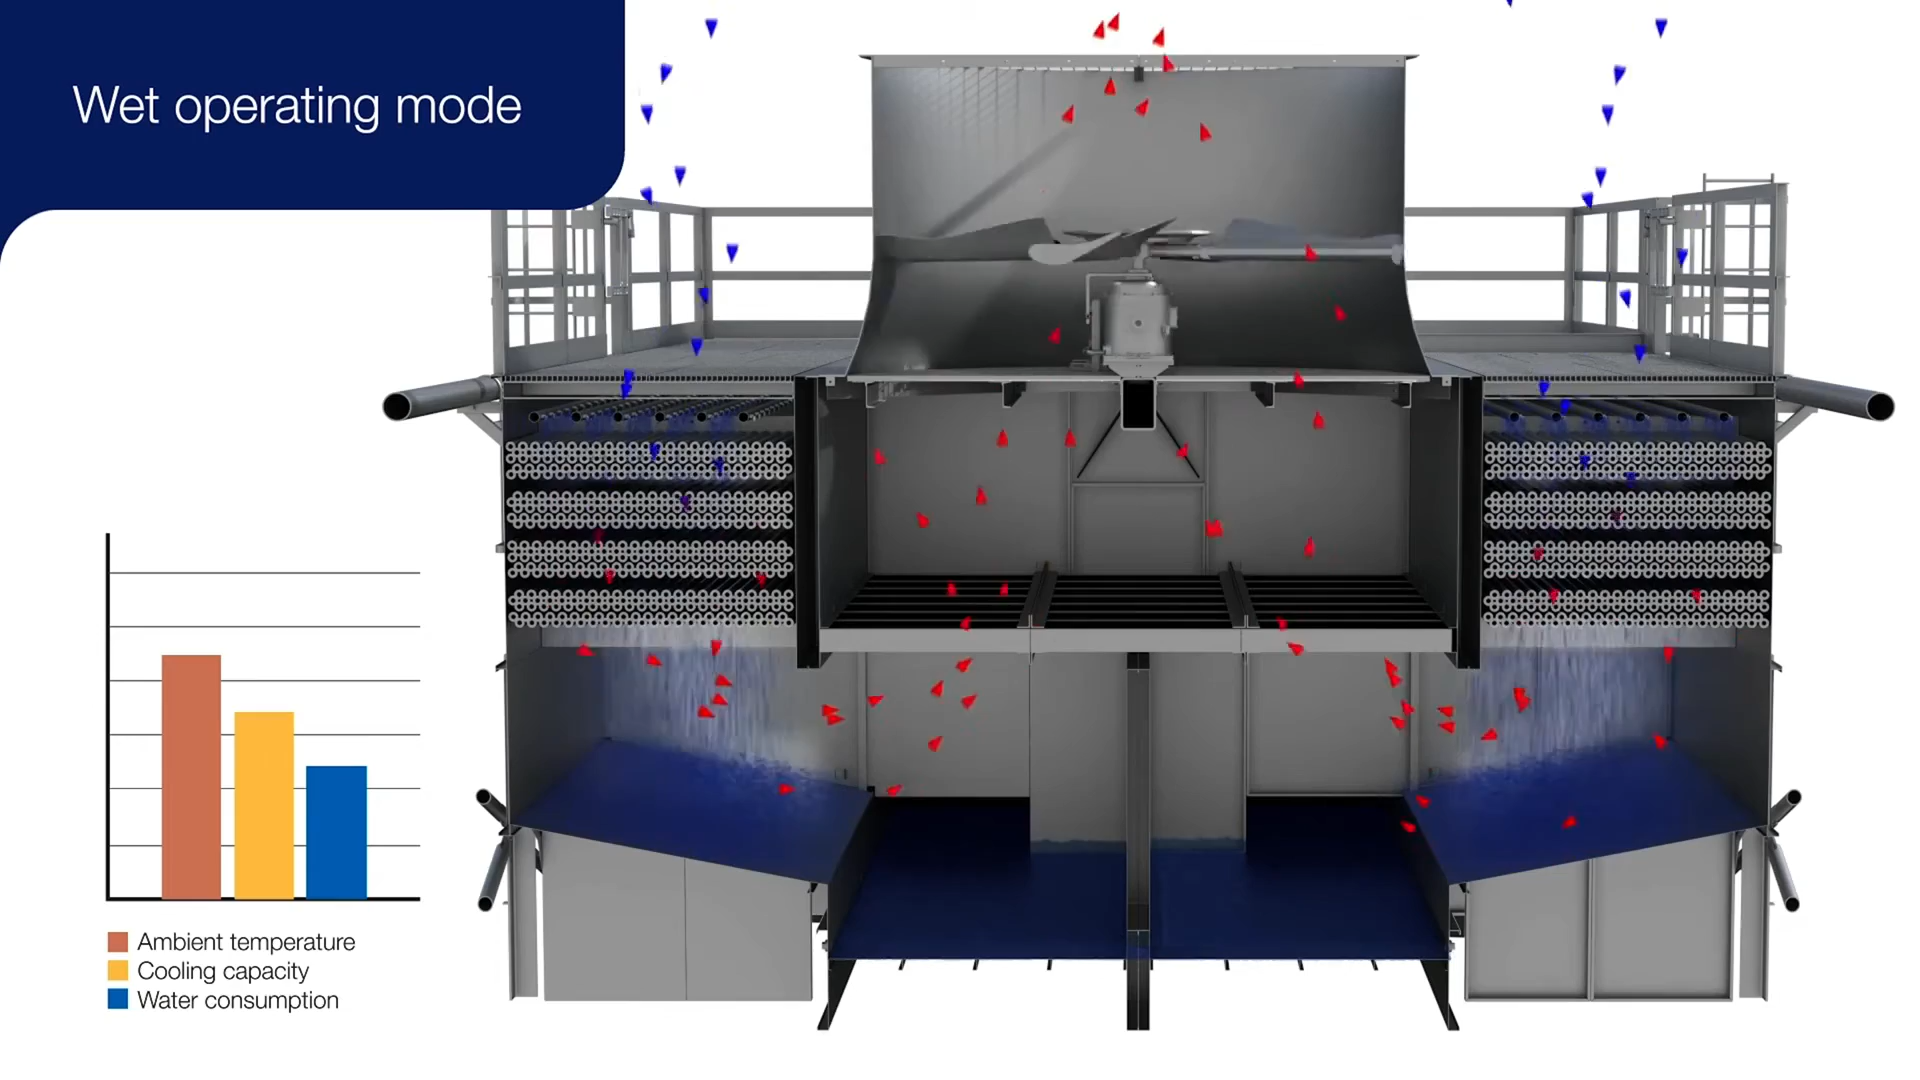 Wet operating mode
Ambient temperature
Cooling capacity
Water consumption